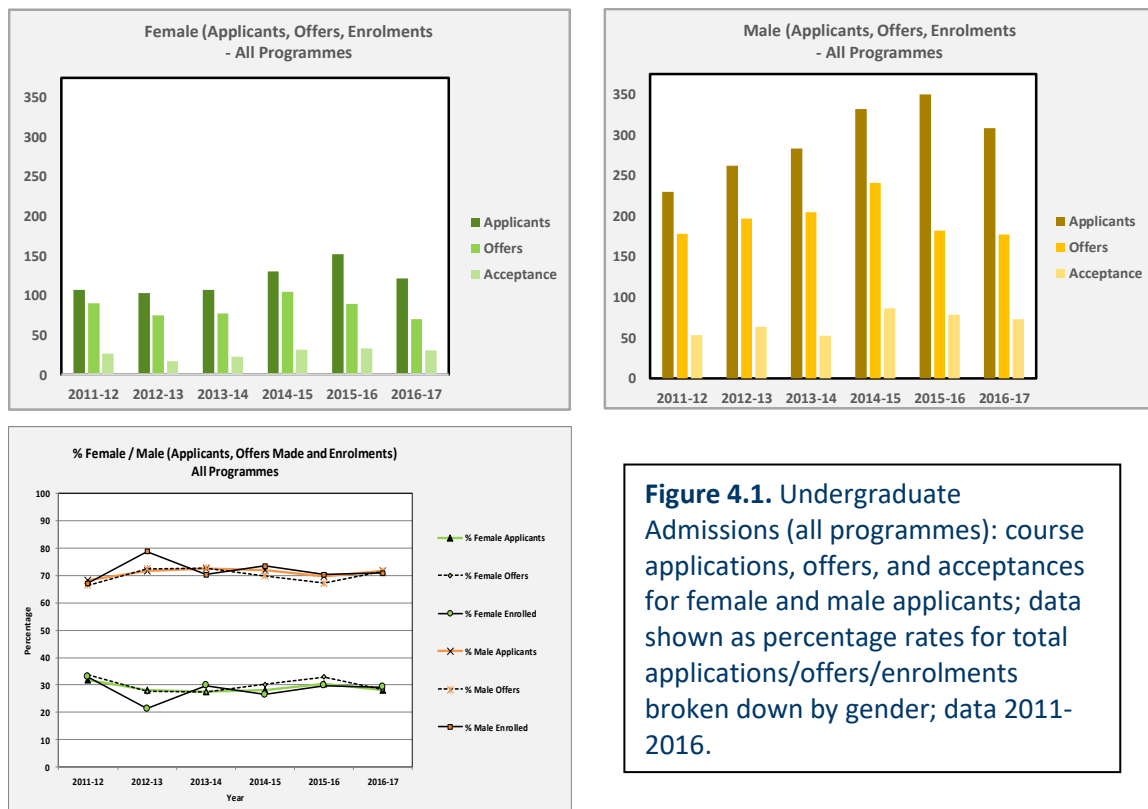 Female (Applicants, Offers, Enrolments
- All Programmes
350
300
250
200
150
100
50
0
2011-12 2012-13 2013-14 2014-15 2015-16 2016-17
Applicants
Offers
Acceptance
Male (Applicants, Offers, Enrolments
- All Programmes
350
300
250
200
150
100
50
0
2011-12 2012-13 2013-14 2014-15 2015-16 2016-17
Applicants
Offers
Acceptance
% Female / Male (Applicants, Offers Made and Enrolments)
All Programmes
Percentage
100
90
80
70
60
50
40
30
20
10
0
2011-12 2012-13 2013-14 2014-15 2015-16 2016-17
Year
% Female Applicants
% Female Offers
% Female Enrolled
% Male Applicants
% Male Offers
% Male Enrolled
Figure 4.1. Undergraduate
Admissions (all programmes): course
applications, offers, and acceptances
for female and male applicants; data
shown as percentage rates for total
applications/offers/enrolments
broken down by gender; data 2011-
2016.